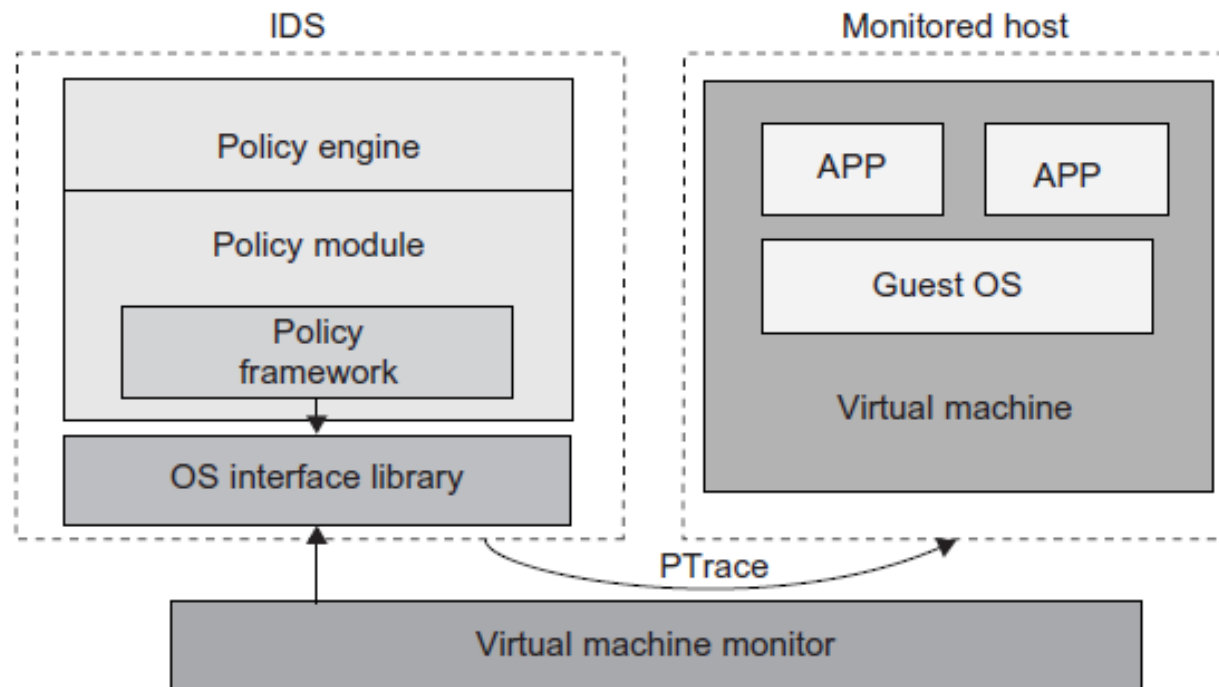 IDS
Policy engine
Policy module
Policy
framework
OS interface library
Monitored host
APP
APP
Guest OS
Virtual machine
PTrace
Virtual machine monitor